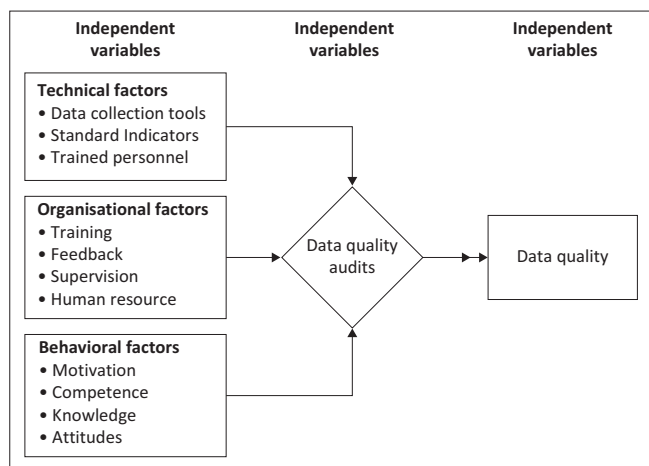 Independent
variables
Independent
variables
Independent
variables
Technical factors
• Data collection tools
• Standard Indicators
• Trained personnel
Organisational factors
• Training
• Feedback
• Supervision
• Human resource
Behavioral factors
• Motivation
• Competence
• Knowledge
• Attitudes
Data quality
audits
Data quality